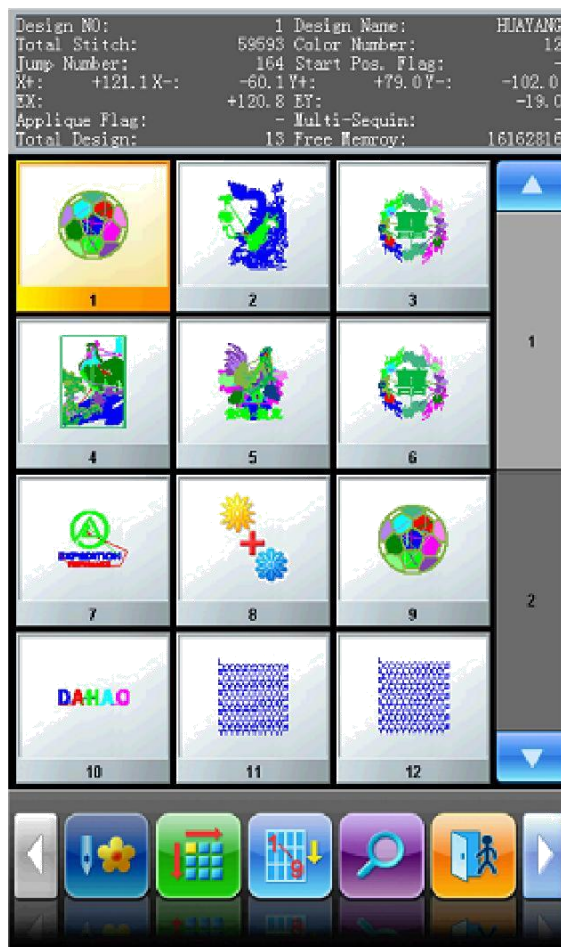 Design NO: 1 Design Name: HUAYANG
Total Stitch: 59593 Color Number: 12
Jump Number: 164 Start Pos. Flag: -
X+: +121.1 X-: -60.1 Y+: +79.0 Y-: -102.0
EX: +120.8 EY: -19.0
Applique Flag: - Multi-Sequin: -
Total Design: 13 Free Memroy: 16162816
1 2 3
1
4 5 6
EXPEDITION
7 8 9
2
DAHAO
10 11 12
1 9